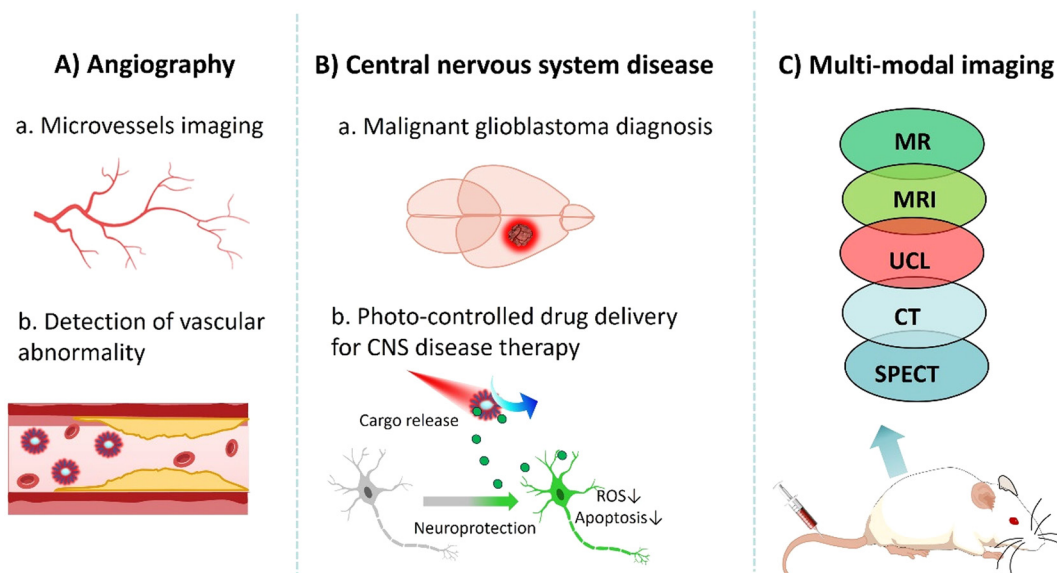 A) Angiography
a. Microvessels imaging
b. Detection of vascular
abnormality
B) Central nervous system disease
a. Malignant glioblastoma diagnosis
b. Photo-controlled drug delivery
for CNS disease therapy
Cargo release
Neuroprotection
ROS↓
Apoptosis↓
C) Multi-modal imaging
MR
MRI
UCL
CT
SPECT